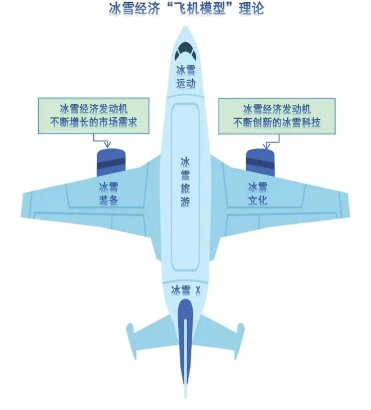 冰雪经济“飞机模型”理论
冰雪
运动
冰雪经济发动机
不断增长的市场需求
冰雪经济发动机
不断创新的冰雪科技
冰雪
装备
冰
雪
旅
游
冰雪
文化
冰雪 X